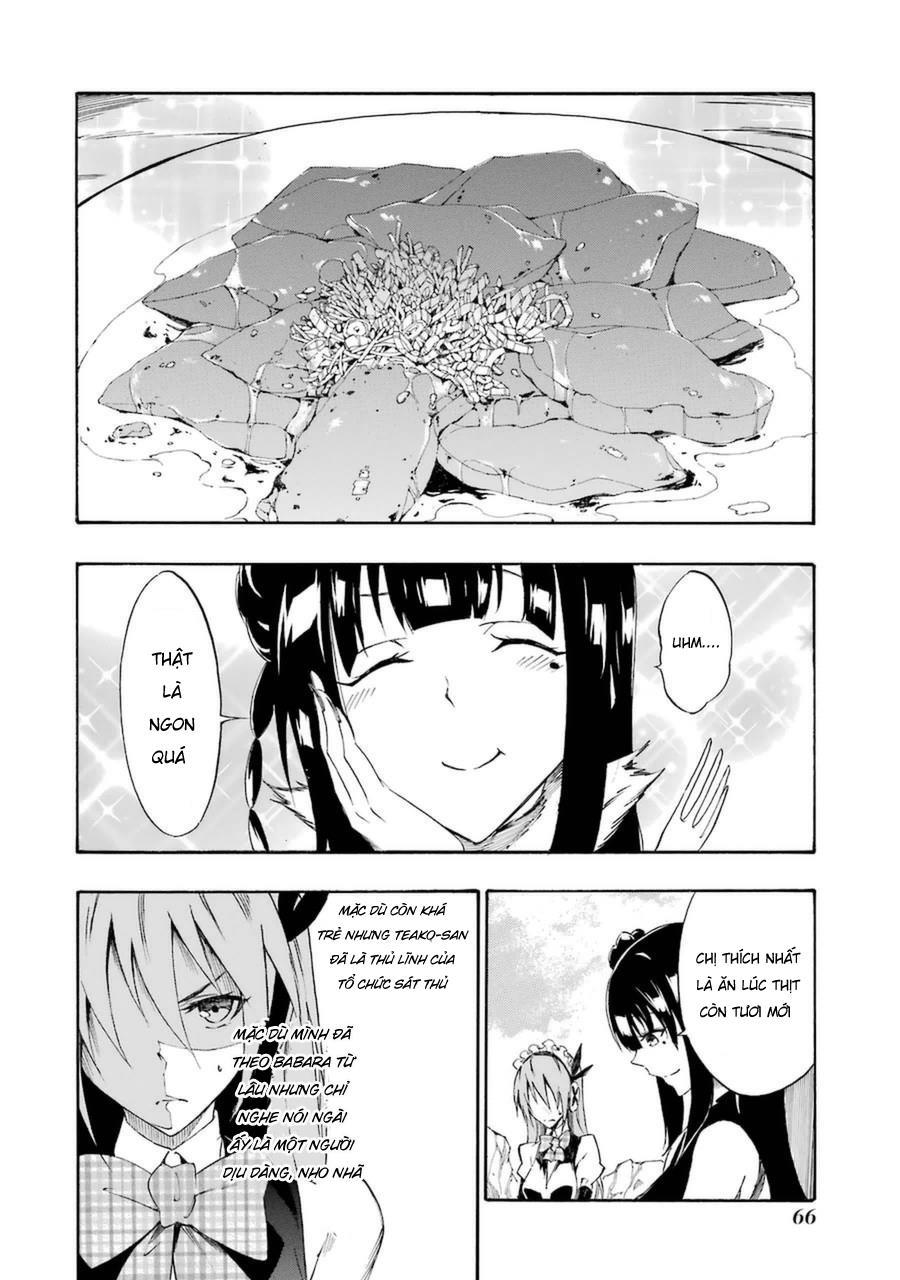 UHM....
THẬT
LÀ
NGON
QUÁ
CHỊ THÍCH NHẤT
LÀ ĂN LÚC THỊT
CÒN TƯƠI MỚI
MẶC DÙ CÒN KHÁ
TRẺ NHƯNG TEAKO-SAN
ĐÃ LÀ THỦ LĨNH CỦA
TỔ CHỨC SÁT THỦ
MẶC DÙ MÌNH ĐÃ
THEO BABARA TỪ
LÂU NHƯNG CHỈ
NGHE NÓI NGÀI
ẤY LÀ MỘT NGƯỜI
DỊU DÀNG, NHO NHÃ
66